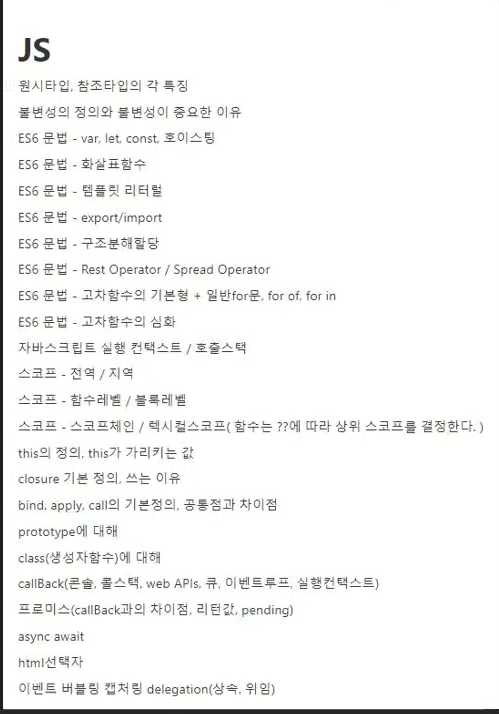 JS
원시타입, 참조타입의 각 특징
불변성의 정의와 불변성이 중요한 이유
ES6 문법 - var, let, const, 호이스팅
ES6 문법 - 화살표함수
ES6 문법 - 템플릿 리터럴
ES6 문법 - export/import
ES6 문법 - 구조분해할당
ES6 문법 - Rest Operator / Spread Operator
ES6 문법 - 고차함수의 기본형 + 일반for문, for of, for in
ES6 문법 - 고차함수의 심화
자바스크립트 실행 컨택스트 / 호출스택
스코프 - 전역 / 지역
스코프 - 함수레벨 / 블록레벨
스코프 - 스코프체인 / 렉시컬스코프( 함수는 ??에 따라 상위 스코프를 결정한다. )
this의 정의, this가 가리키는 값
closure 기본 정의, 쓰는 이유
bind, apply, call의 기본정의, 공통점과 차이점
prototype에 대해
class(생성자함수)에 대해
callBack(콘솔, 콜스택, web APIs, 큐, 이벤트루프, 실행컨택스트)
프로미스(callBack과의 차이점, 리턴값, pending)
async await
html선택자
이벤트 버블링 캡처링 delegation(상속, 위임)